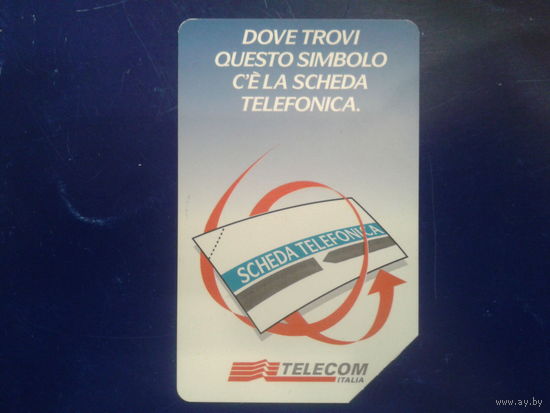 DOVE TROVI
QUESTO SIMBOLO
C'È LA SCHEDA
TELEFONICA.
SCHEDA TELEFONICA
TELECOM
ITALIA
www.ay.by